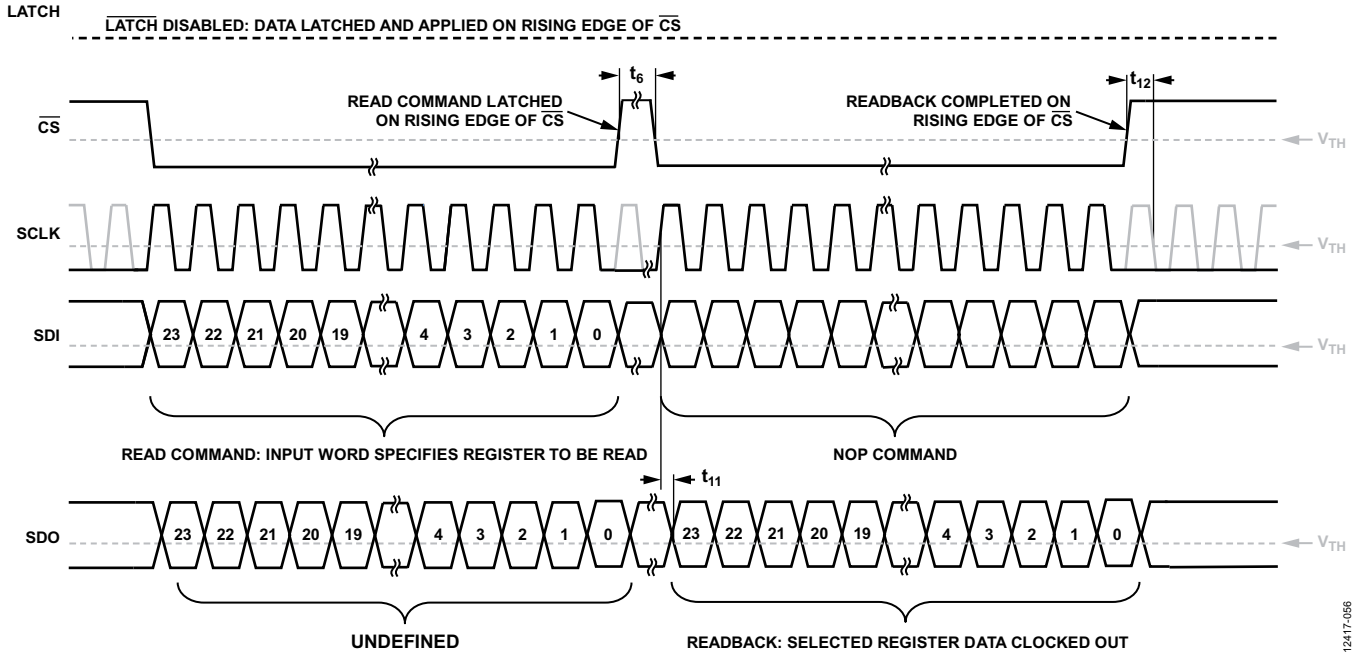 LATCH
LATCH DISABLED: DATA LATCHED AND APPLIED ON RISING EDGE OF CS
t6
t12
READ COMMAND LATCHED
ON RISING EDGE OF CS
READBACK COMPLETED ON
RISING EDGE OF CS
CS
VTH
SCLK
VTH
SDI
23 22 21 20 19 4 3 2 1 0
VTH
READ COMMAND: INPUT WORD SPECIFIES REGISTER TO BE READ
NOP COMMAND
t11
SDO
23 22 21 20 19 4 3 2 1 0 23 22 21 20 19 4 3 2 1 0
VTH
UNDEFINED
READBACK: SELECTED REGISTER DATA CLOCKED OUT
12417-056